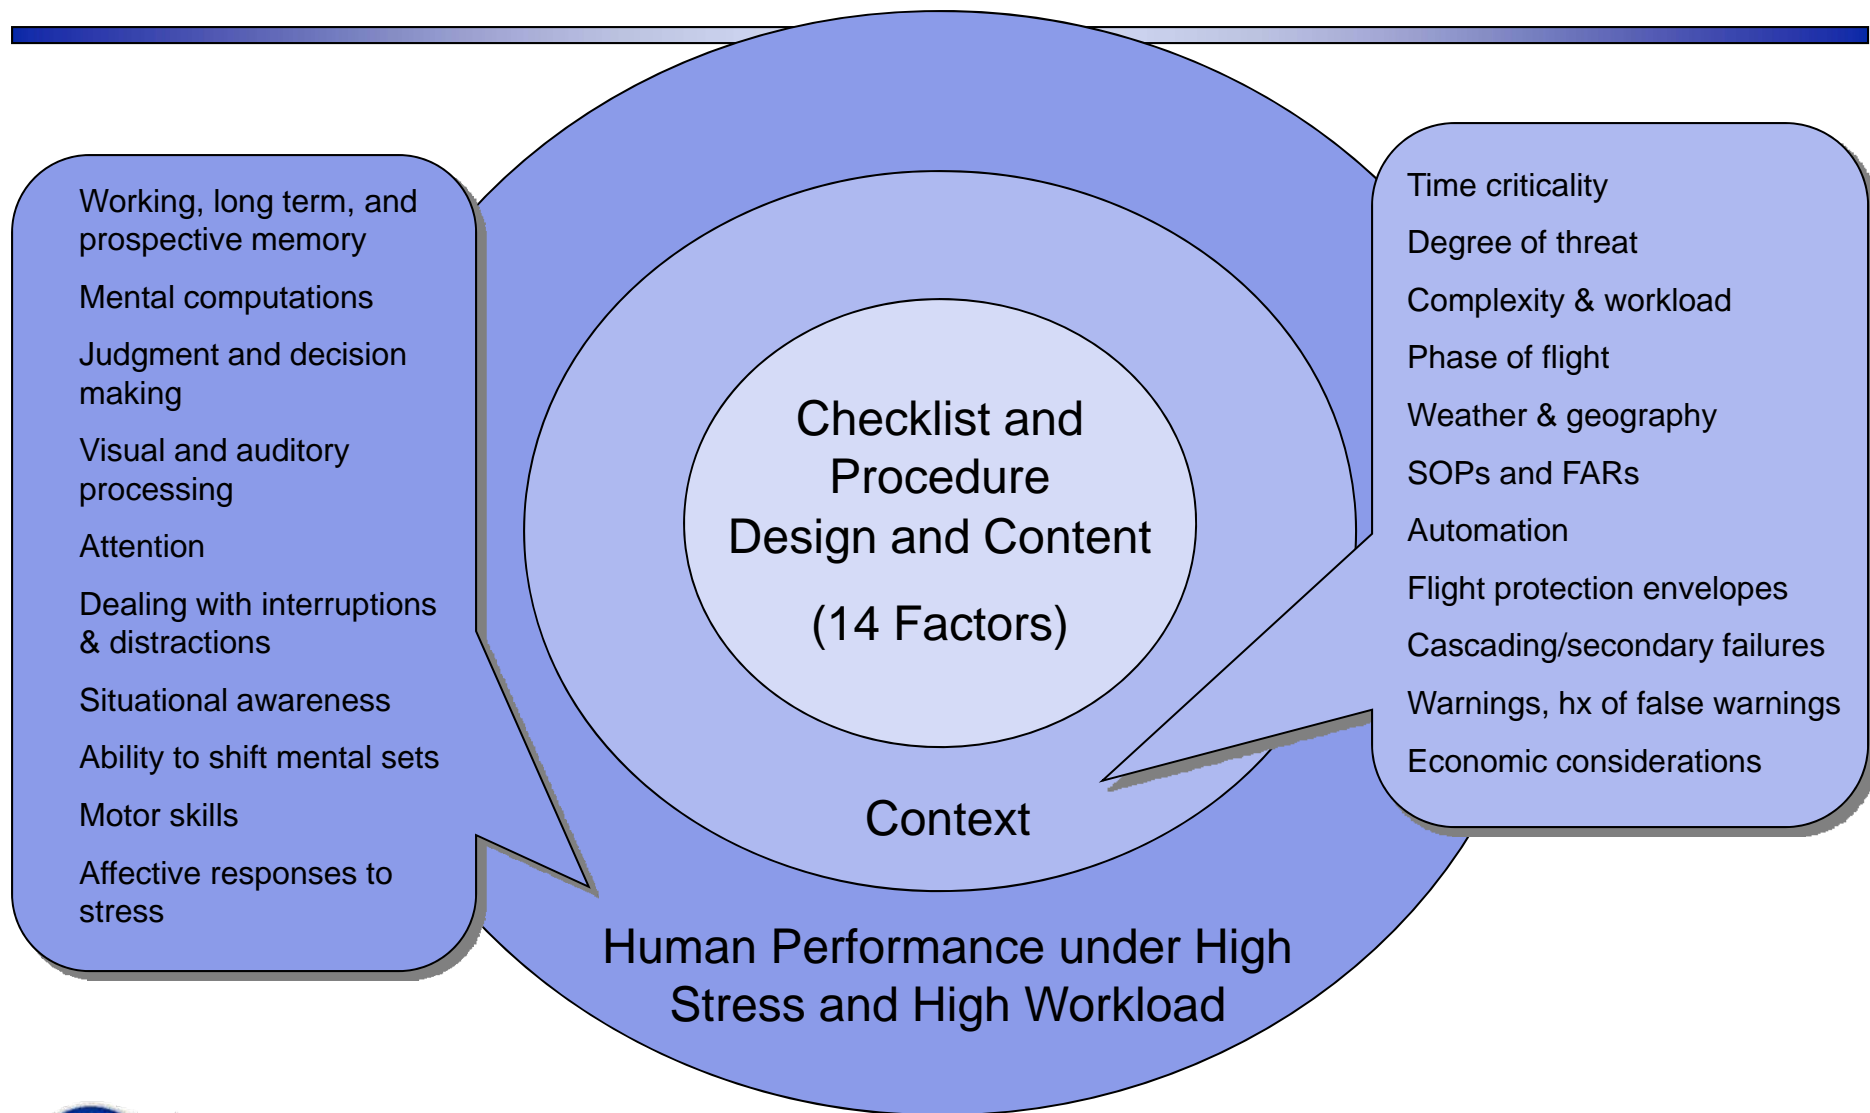 Working, long term, and
prospective memory
Mental computations
Judgment and decision
making
Visual and auditory
processing
Attention
Dealing with interruptions
& distractions
Situational awareness
Ability to shift mental sets
Motor skills
Affective responses to
stress
Checklist and
Procedure
Design and Content
(14 Factors)
Context
Human Performance under High
Stress and High Workload
Time criticality
Degree of threat
Complexity & workload
Phase of flight
Weather & geography
SOPs and FARs
Automation
Flight protection envelopes
Cascading/secondary failures
Warnings, hx of false warnings
Economic considerations